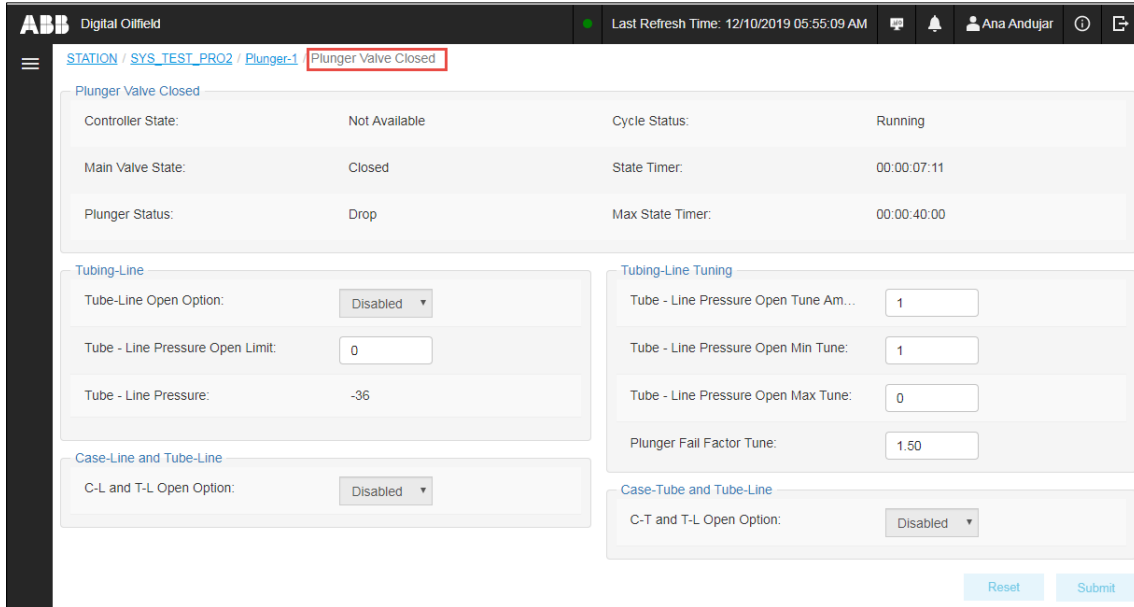 ABB Digital Oilfield Last Refresh Time: 12/10/2019 05:55:09 AM Ana Andujar
STATION / SYS_TEST_PRO2 / Plunger-1 / Plunger Valve Closed
Plunger Valve Closed
Controller State: Not Available Cycle Status: Running
Main Valve State: Closed State Timer: 00:00:07:11
Plunger Status: Drop Max State Timer: 00:00:40:00
Tubing-Line
Tube-Line Open Option: Disabled
Tube - Line Pressure Open Limit: 0
Tube - Line Pressure: -36
Case-Line and Tube-Line
C-L and T-L Open Option: Disabled
Tubing-Line Tuning
Tube - Line Pressure Open Tune Am... 1
Tube - Line Pressure Open Min Tune: 1
Tube - Line Pressure Open Max Tune: 0
Plunger Fail Factor Tune: 1.50
Case-Tube and Tube-Line
C-T and T-L Open Option: Disabled
Reset Submit